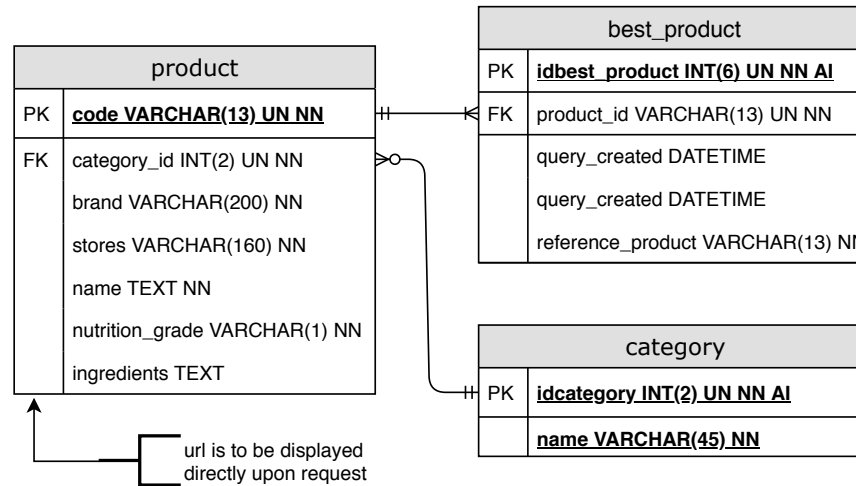 product
PK code VARCHAR(13) UN NN
FK category_id INT(2) UN NN
brand VARCHAR(200) NN
stores VARCHAR(160) NN
name TEXT NN
nutrition_grade VARCHAR(1) NN
ingredients TEXT
url is to be displayed
directly upon request
best_product
PK idbest_product INT(6) UN NN AI
FK product_id VARCHAR(13) UN NN
query_created DATETIME
query_created DATETIME
reference_product VARCHAR(13)
category
PK idcategory INT(2) UN NN AI
name VARCHAR(45) NN